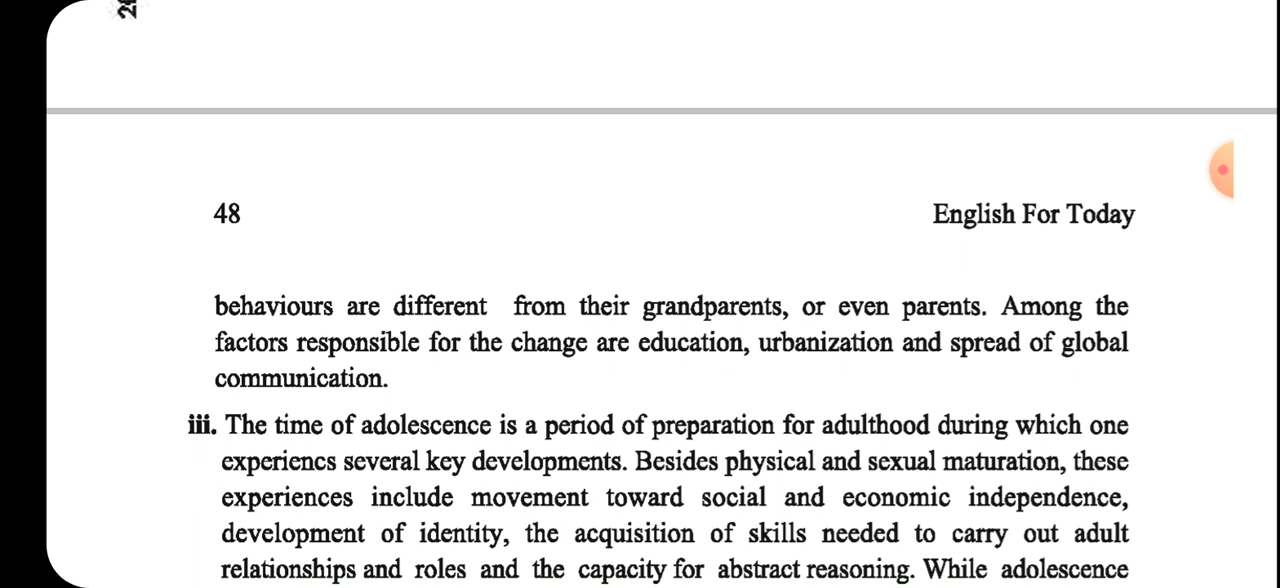 48
English For Today
behaviours are different from their grandparents, or even parents. Among the
factors responsible for the change are education, urbanization and spread of global
communication.
iii. The time of adolescence is a period of preparation for adulthood during which one
experiencs several key developments. Besides physical and sexual maturation, these
experiences include movement toward social and economic independence,
development of identity, the acquisition of skills needed to carry out adult
relationships and roles and the capacity for abstract reasoning. While adolescence